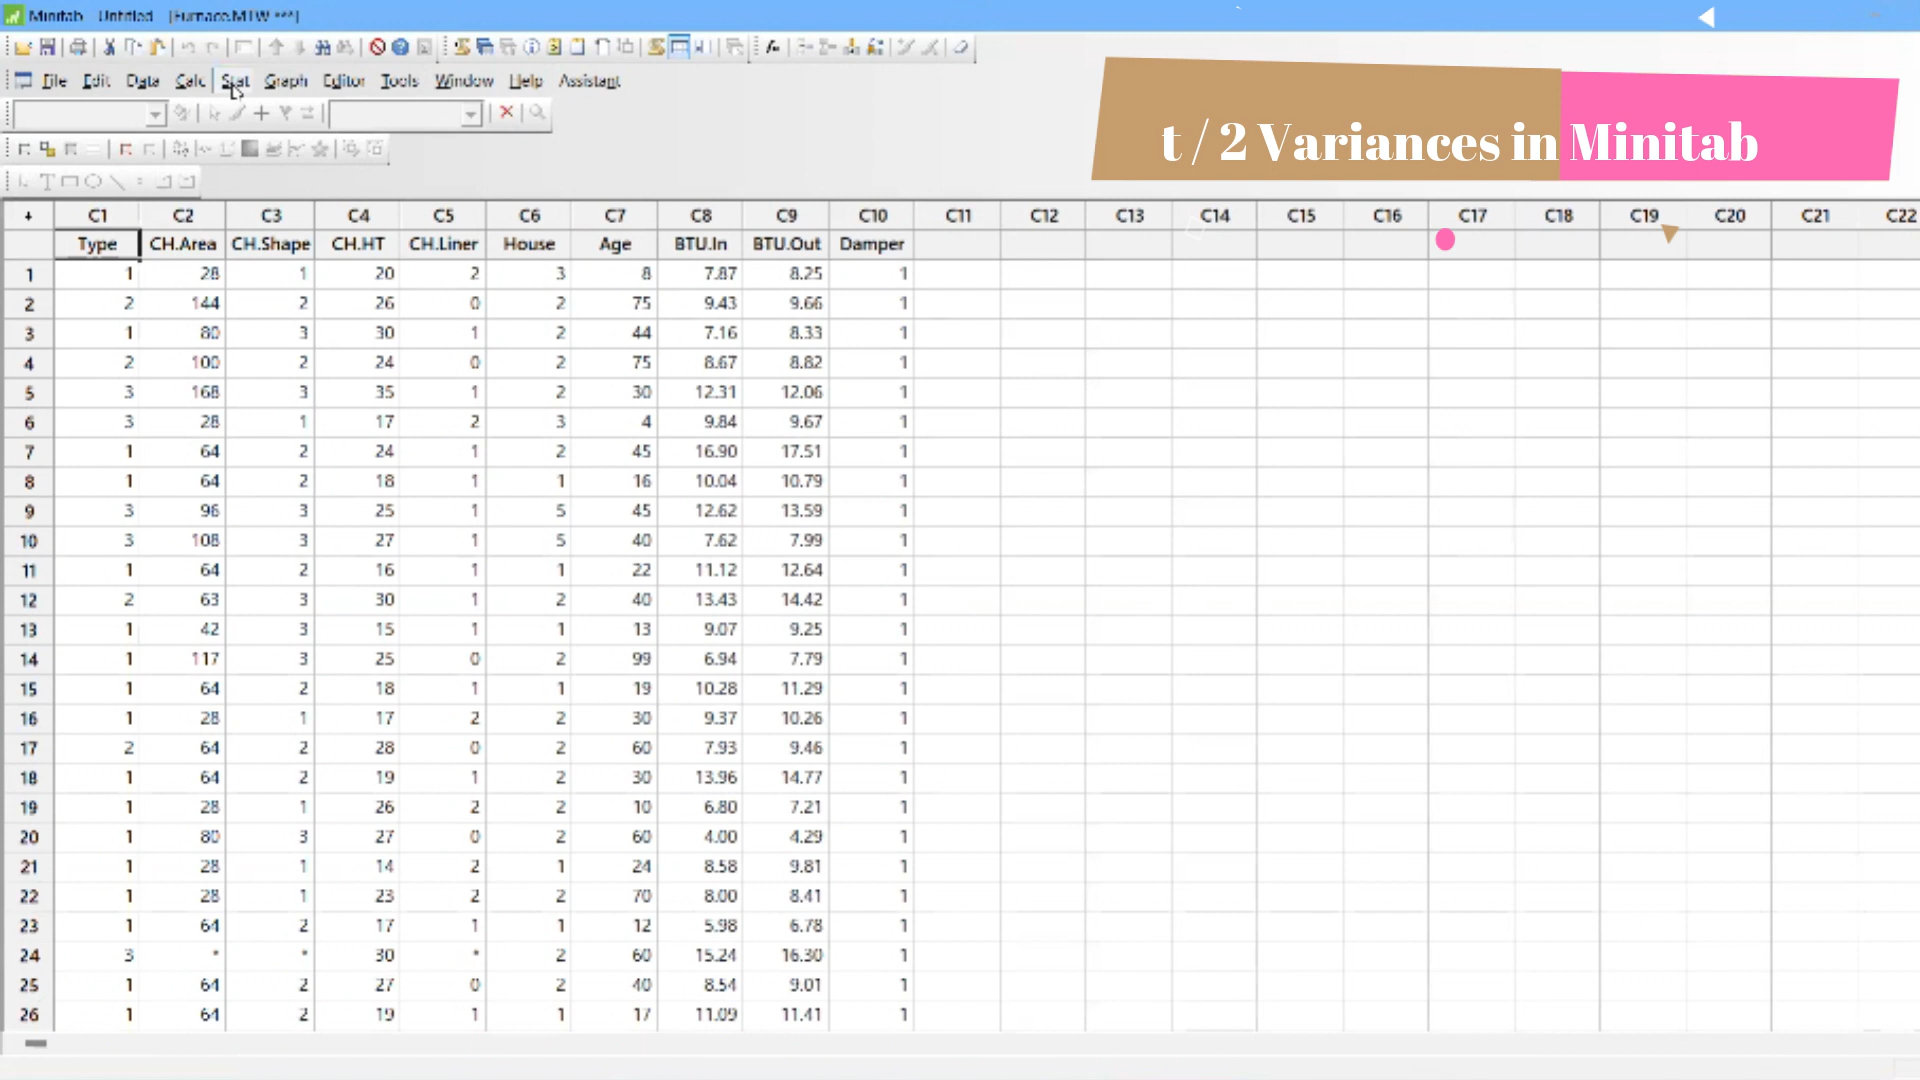 Minitab - Untitled - [Furnace.MTW ***]
File Edit Data Calc Stat Graph Editor Tools Window Help Assistant
t / 2 Variances in Minitab
C1 C2 C3 C4 C5 C6 C7 C8 C9 C10 C11 C12 C13 C14 C15 C16 C17 C18 C19 C20 C21 C22
Type CH.Area CH.Shape CH.HT CH.Liner House Age BTU.In BTU.Out Damper
1 1 28 1 20 2 3 8 7.87 8.25 1
2 2 144 2 26 0 2 75 9.43 9.66 1
3 1 80 3 30 1 2 44 7.16 8.33 1
4 2 100 2 24 0 2 75 8.67 8.82 1
5 3 168 3 35 1 2 30 12.31 12.06 1
6 3 28 1 17 2 3 4 9.84 9.67 1
7 1 64 2 24 1 2 45 16.90 17.51 1
8 1 64 2 18 1 1 16 10.04 10.79 1
9 3 96 3 25 1 5 45 12.62 13.59 1
10 3 108 3 27 1 5 40 7.62 7.99 1
11 1 64 2 16 1 1 22 11.12 12.64 1
12 2 63 3 30 1 2 40 13.43 14.42 1
13 1 42 3 15 1 1 13 9.07 9.25 1
14 1 117 3 25 0 2 99 6.94 7.79 1
15 1 64 2 18 1 1 19 10.28 11.29 1
16 1 28 1 17 2 2 30 9.37 10.26 1
17 2 64 2 28 0 2 60 7.93 9.46 1
18 1 64 2 19 1 2 30 13.96 14.77 1
19 1 28 1 26 2 2 10 6.80 7.21 1
20 1 80 3 27 0 2 60 4.00 4.29 1
21 1 28 1 14 2 1 24 8.58 9.81 1
22 1 28 1 23 2 2 70 8.00 8.41 1
23 1 64 2 17 1 1 12 5.98 6.78 1
24 3 * * 30 * 2 60 15.24 16.30 1
25 1 64 2 27 0 2 40 8.54 9.01 1
26 1 64 2 19 1 1 17 11.09 11.41 1